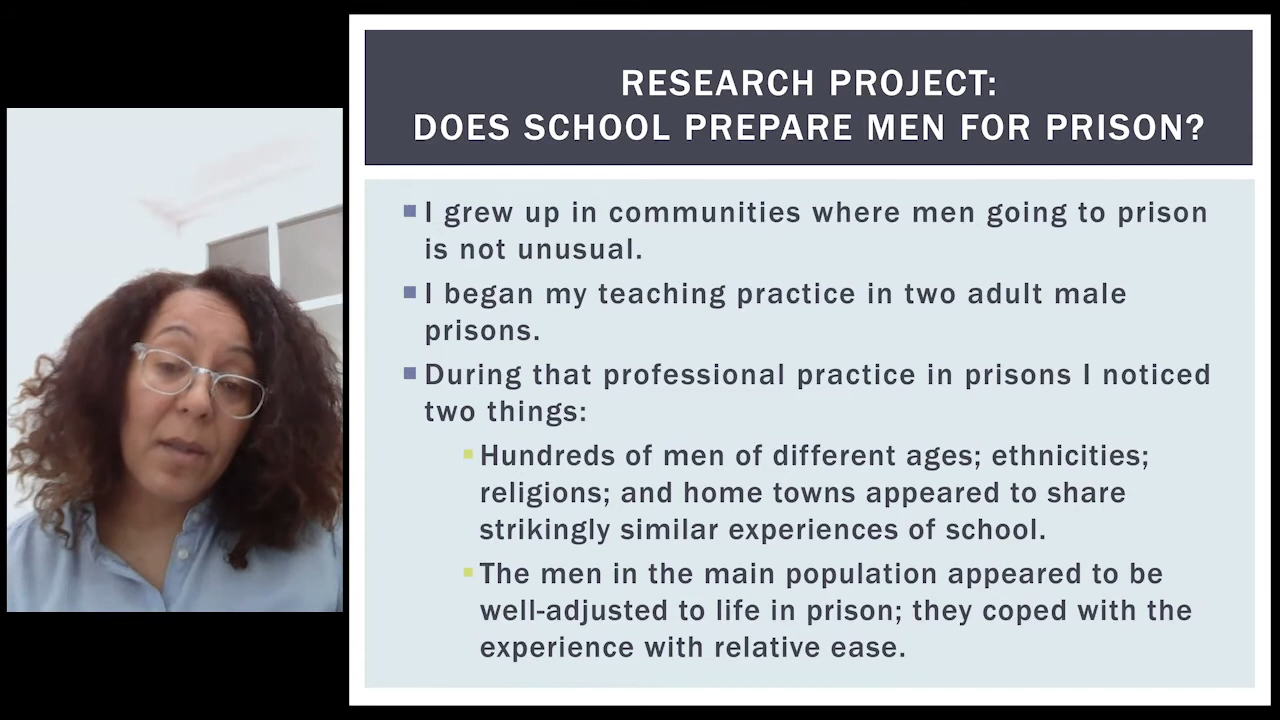 RESEARCH PROJECT:
DOES SCHOOL PREPARE MEN FOR PRISON?
I grew up in communities where men going to prison
is not unusual.
I began my teaching practice in two adult male
prisons.
During that professional practice in prisons I noticed
two things:
Hundreds of men of different ages; ethnicities;
religions; and home towns appeared to share
strikingly similar experiences of school.
The men in the main population appeared to be
well-adjusted to life in prison; they coped with the
experience with relative ease.